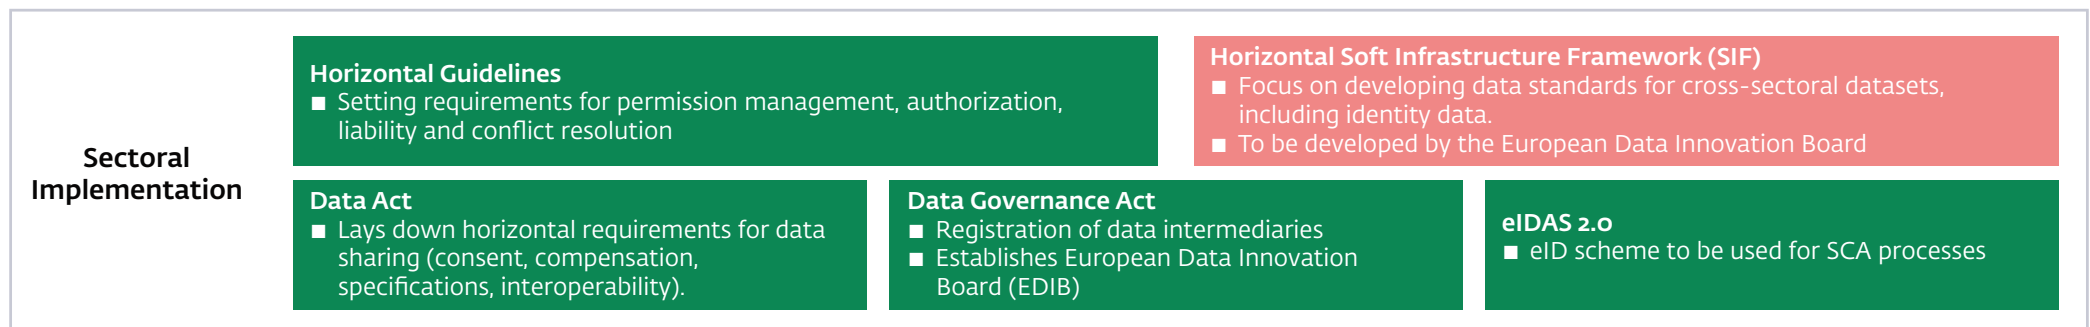 Sectoral
Implementation
Horizontal Guidelines
■ Setting requirements for permission management, authorization,
liability and conflict resolution
Horizontal Soft Infrastructure Framework (SIF)
■ Focus on developing data standards for cross-sectoral datasets,
including identity data.
■ To be developed by the European Data Innovation Board
Data Act
■ Lays down horizontal requirements for data
sharing (consent, compensation,
specifications, interoperability).
Data Governance Act
■ Registration of data intermediaries
■ Establishes European Data Innovation
Board (EDIB)
eIDAS 2.0
■ eID scheme to be used for SCA processes